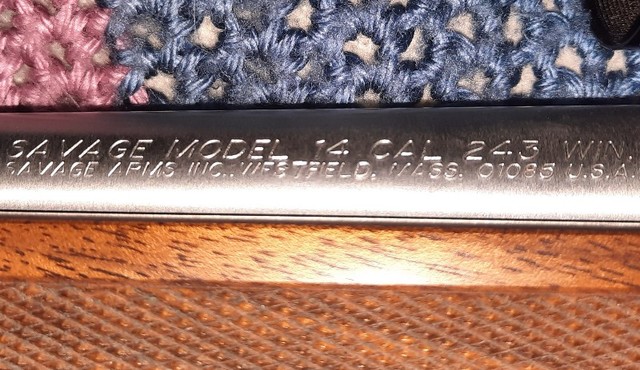 SAVAGE MODEL 14 CAL 243 WIN.
SAVAGE ARMS INC., WESTFIELD, MASS. 01085 U.S.A.